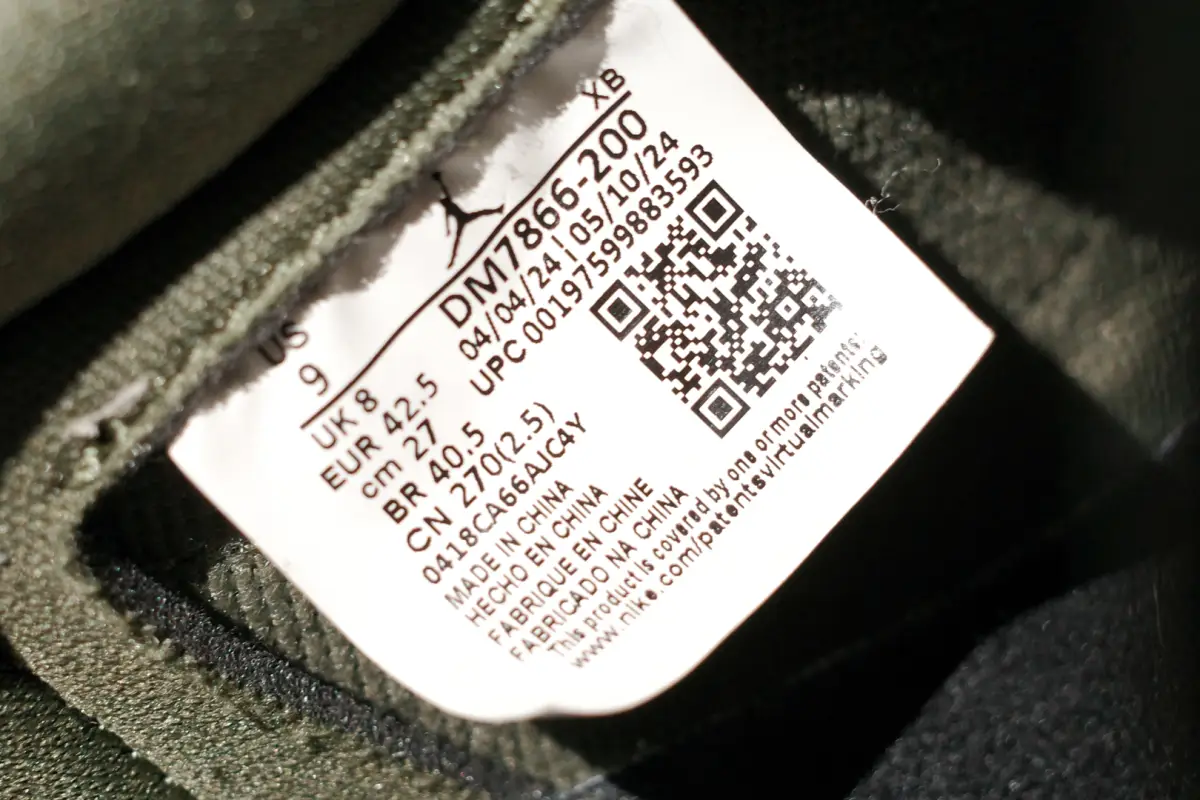 XB
US
9
DM7866-200
04/04/24 | 05/10/24
UPC 00197599883593
UK 8
EUR 42.5
cm 27
BR 40.5
CN 270(2.5)
0418CA66AJC4Y
MADE IN CHINA
HECHO EN CHINA
FABRIQUE EN CHINE
FABRICADO NA CHINA
This product is covered by one or more patents:
www.nike.com/patentsvirtualmarking